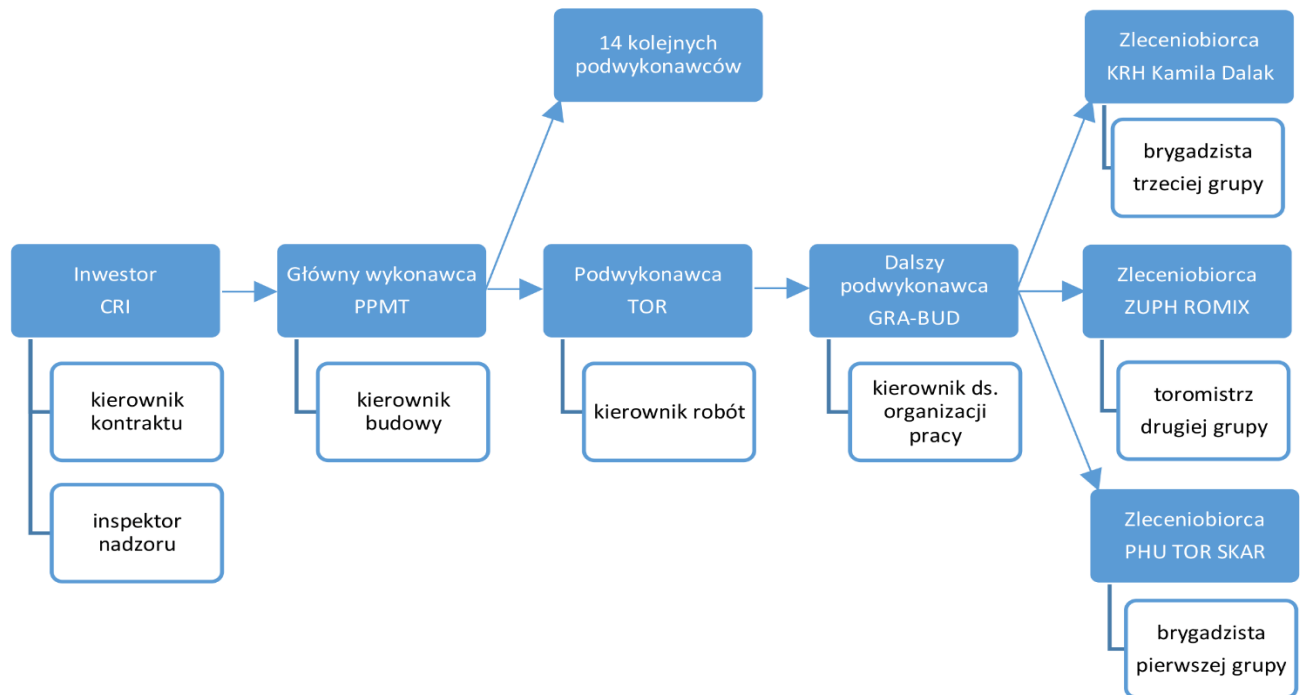 14 kolejnych
podwykonawców
Zleceniobiorca
KRH Kamila Dalak
brygadzista
trzeciej grupy
Inwestor
CRI
kierownik
kontraktu
inspektor
nadzoru
Główny wykonawca
PPMT
kierownik
budowy
Podwykonawca
TOR
kierownik robót
Dalszy
podwykonawca
GRA-BUD
kierownik ds.
organizacji
pracy
Zleceniobiorca
ZUPH ROMIX
toromistrz
drugiej grupy
Zleceniobiorca
PHU TOR SKAR
brygadzista
pierwszej grupy